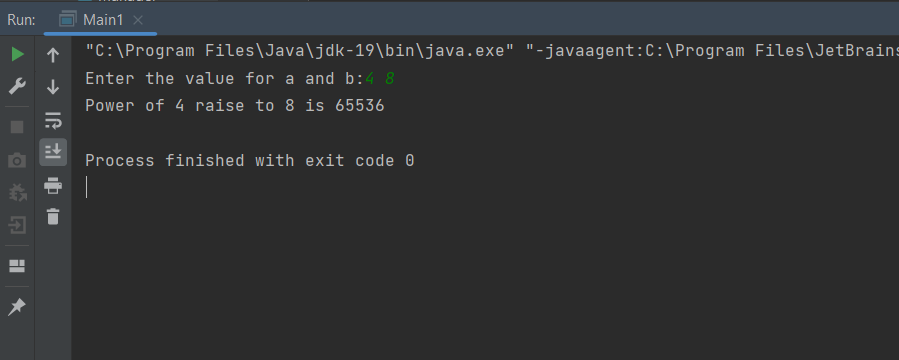 Run: Main1
"C:\Program Files\Java\jdk-19\bin\java.exe" "-javaagent:C:\Program Files\JetBrains
Enter the value for a and b:4 8
Power of 4 raise to 8 is 65536
Process finished with exit code 0